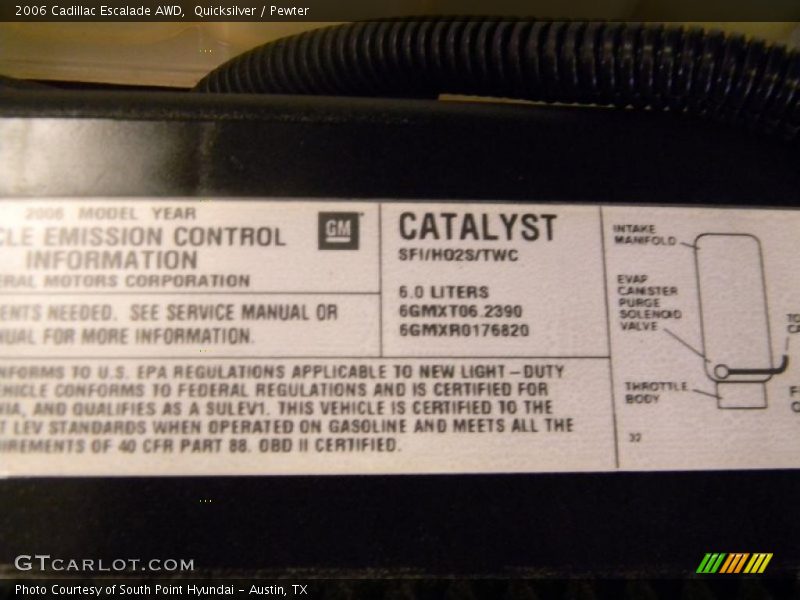 2006 Cadillac Escalade AWD, Quicksilver / Pewter
2006 MODEL YEAR
CLE EMISSION CONTROL
INFORMATION
ERAL MOTORS CORPORATION
GM
ENTS NEEDED. SEE SERVICE MANUAL OR
NUAL FOR MORE INFORMATION.
CATALYST
SFI/HO2S/TWC
6.0 LITERS
6GMXT06.2390
6GMXR0176820
NFORMS TO U.S. EPA REGULATIONS APPLICABLE TO NEW LIGHT-DUTY
EHICLE CONFORMS TO FEDERAL REGULATIONS AND IS CERTIFIED FOR
NIA, AND QUALIFIES AS A SULEV1. THIS VEHICLE IS CERTIFIED TO THE
T LEV STANDARDS WHEN OPERATED ON GASOLINE AND MEETS ALL THE
IREMENTS OF 40 CFR PART 88. OBD II CERTIFIED.
INTAKE
MANIFOLD
EVAP
CANISTER
PURGE
SOLENOID
VALVE
TO
CA
THROTTLE
BODY
32
GTcarlot.com
Photo Courtesy of South Point Hyundai - Austin, TX